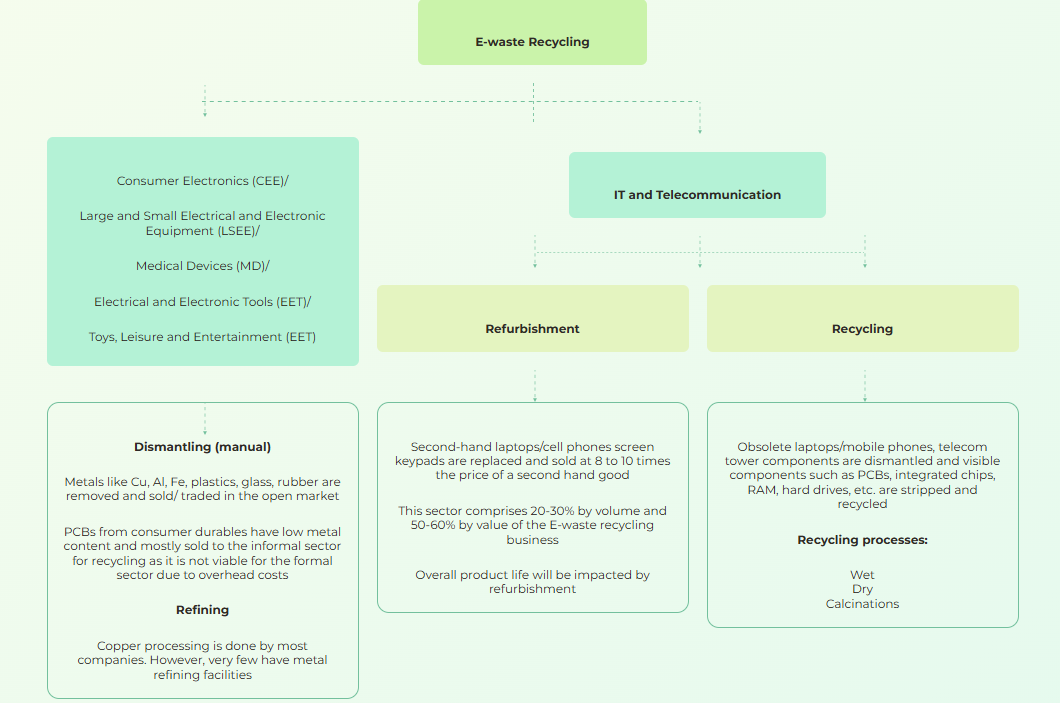 E-waste Recycling
Consumer Electronics (CEE)/
Large and Small Electrical and Electronic
Equipment (LSEE)/
Medical Devices (MD)/
Electrical and Electronic Tools (EET)/
Toys, Leisure and Entertainment (EET)
IT and Telecommunication
Refurbishment
Recycling
Dismantling (manual)
Metals like Cu, Al, Fe, plastics, glass, rubber are
removed and sold/ traded in the open market
PCBs from consumer durables have low metal
content and mostly sold to the informal sector
for recycling as it is not viable for the formal
sector due to overhead costs
Refining
Copper processing is done by most
companies. However, very few have metal
refining facilities
Second-hand laptops/cell phones screen
keypads are replaced and sold at 8 to 10 times
the price of a second hand good
This sector comprises 20-30% by volume and
50-60% by value of the E-waste recycling
business
Overall product life will be impacted by
refurbishment
Obsolete laptops/mobile phones, telecom
tower components are dismantled and visible
components such as PCBs, integrated chips,
RAM, hard drives, etc. are stripped and
recycled
Recycling processes:
Wet
Dry
Calcinations